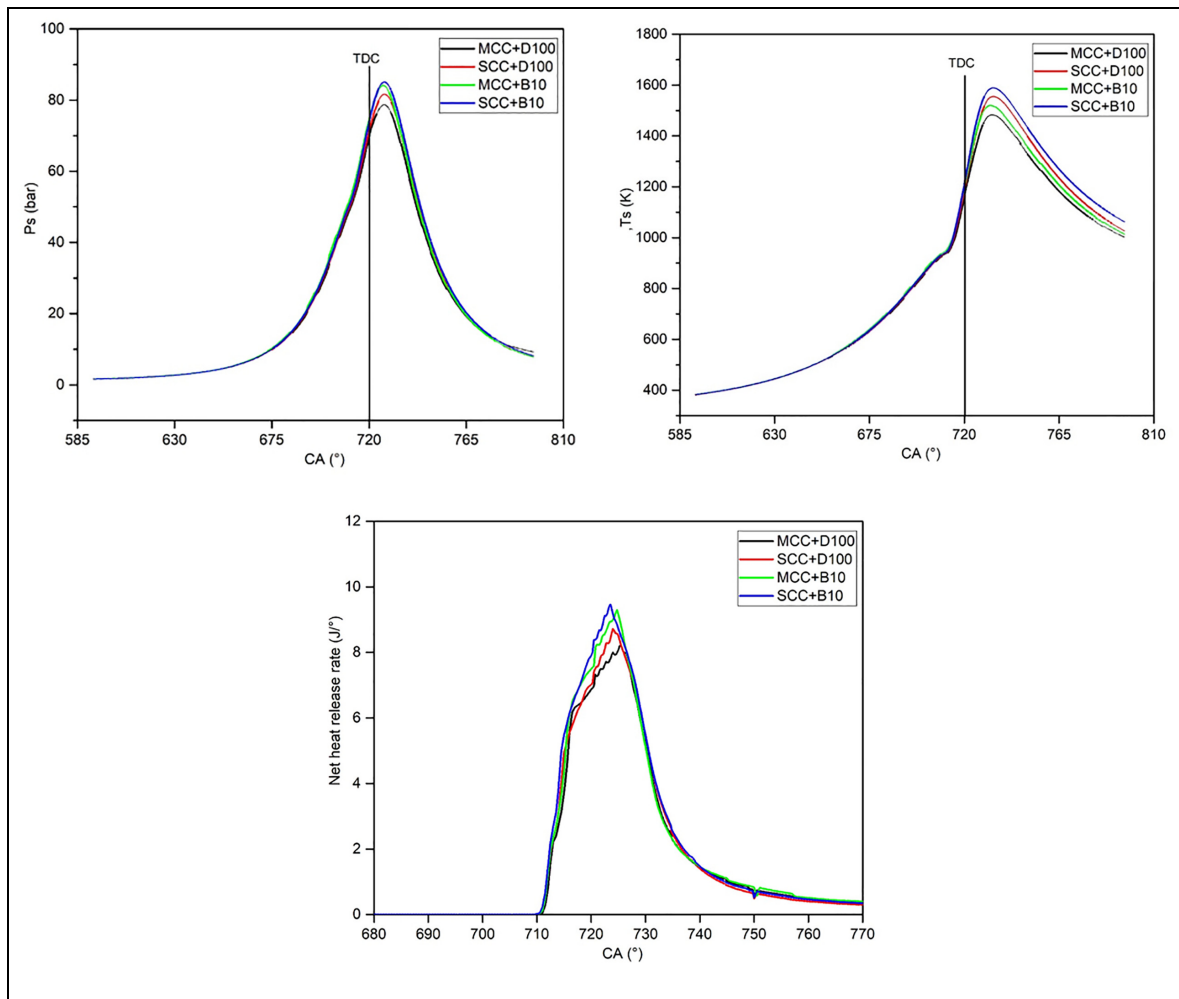 100
80
60
40
20
0
Ps (bar)
585 630 675 720 765 810
CA (°)
TDC
MCC+D100
SCC+D100
MCC+B10
SCC+B10
1800
1600
1400
1200
1000
800
600
400
,Ts (K)
585 630 675 720 765 810
CA (°)
TDC
MCC+D100
SCC+D100
MCC+B10
SCC+B10
12
10
8
6
4
2
0
Net heat release rate (J/°)
680 690 700 710 720 730 740 750 760 770
CA (°)
MCC+D100
SCC+D100
MCC+B10
SCC+B10